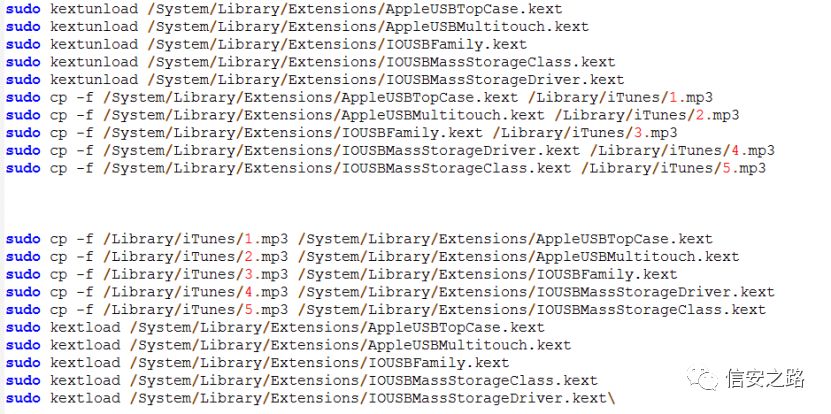 sudo kextunload /System/Library/Extensions/AppleUSBTopCase.kext
sudo kextunload /System/Library/Extensions/AppleUSBMultitouch.kext
sudo kextunload /System/Library/Extensions/IOUSBFamily.kext
sudo kextunload /System/Library/Extensions/IOUSBMassStorageClass.kext
sudo kextunload /System/Library/Extensions/IOUSBMassStorageDriver.kext
sudo cp -f /System/Library/Extensions/AppleUSBTopCase.kext /Library/iTunes/1.mp3
sudo cp -f /System/Library/Extensions/AppleUSBMultitouch.kext /Library/iTunes/2.mp3
sudo cp -f /System/Library/Extensions/IOUSBFamily.kext /Library/iTunes/3.mp3
sudo cp -f /System/Library/Extensions/IOUSBMassStorageDriver.kext /Library/iTunes/4.mp3
sudo cp -f /System/Library/Extensions/IOUSBMassStorageClass.kext /Library/iTunes/5.mp3
sudo cp -f /Library/iTunes/1.mp3 /System/Library/Extensions/AppleUSBTopCase.kext
sudo cp -f /Library/iTunes/2.mp3 /System/Library/Extensions/AppleUSBMultitouch.kext
sudo cp -f /Library/iTunes/3.mp3 /System/Library/Extensions/IOUSBFamily.kext
sudo cp -f /Library/iTunes/4.mp3 /System/Library/Extensions/IOUSBMassStorageDriver.kext
sudo cp -f /Library/iTunes/5.mp3 /System/Library/Extensions/IOUSBMassStorageClass.kext
sudo kextload /System/Library/Extensions/AppleUSBTopCase.kext
sudo kextload /System/Library/Extensions/AppleUSBMultitouch.kext
sudo kextload /System/Library/Extensions/IOUSBFamily.kext
sudo kextload /System/Library/Extensions/IOUSBMassStorageClass.kext
sudo kextload /System/Library/Extensions/IOUSBMassStorageDriver.kext\
信安之路